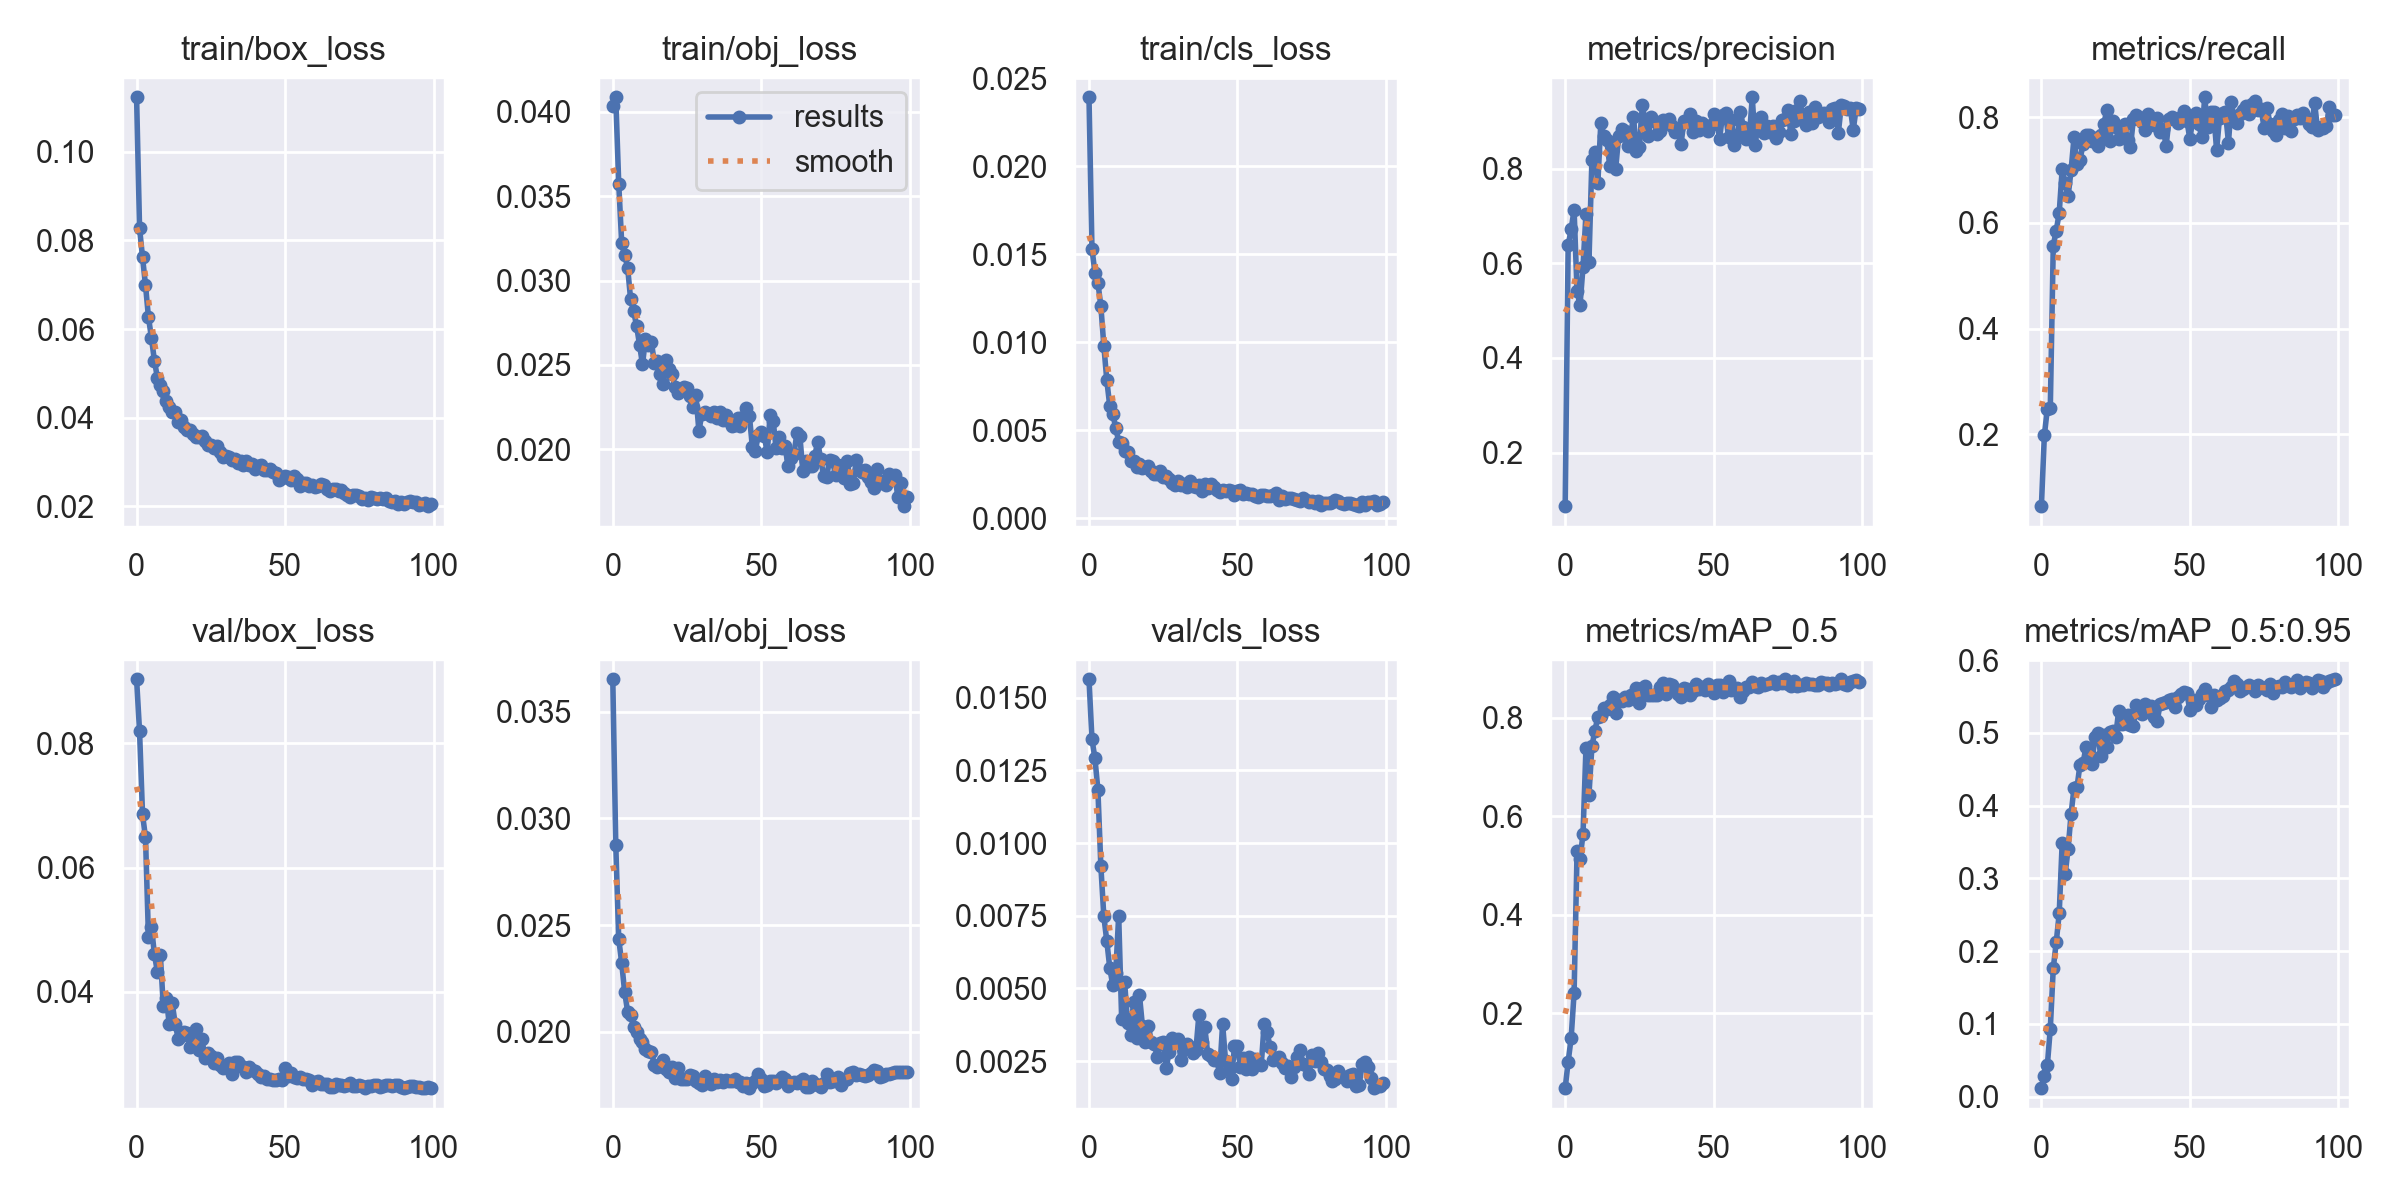 train/box_loss
0.10
0.08
0.06
0.04
0.02
0 50 100
train/obj_loss
results
smooth
0.040
0.035
0.030
0.025
0.020
0 50 100
train/cls_loss
0.025
0.020
0.015
0.010
0.005
0.000
0 50 100
metrics/precision
0.8
0.6
0.4
0.2
0 50 100
metrics/recall
0.8
0.6
0.4
0.2
0 50 100
val/box_loss
0.08
0.06
0.04
0 50 100
val/obj_loss
0.035
0.030
0.025
0.020
0 50 100
val/cls_loss
0.0150
0.0125
0.0100
0.0075
0.0050
0.0025
0 50 100
metrics/mAP_0.5
0.8
0.6
0.4
0.2
0 50 100
metrics/mAP_0.5:0.95
0.6
0.5
0.4
0.3
0.2
0.1
0.0
0 50 100